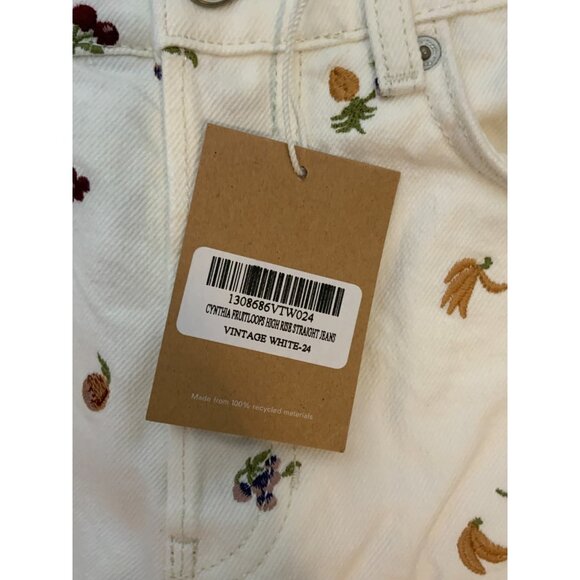 1308686VTW024
CYNTHIA FRUITLOOPS HIGH RISE STRAIGHT JEANS
VINTAGE WHITE-24
Made from 100% recycled materials